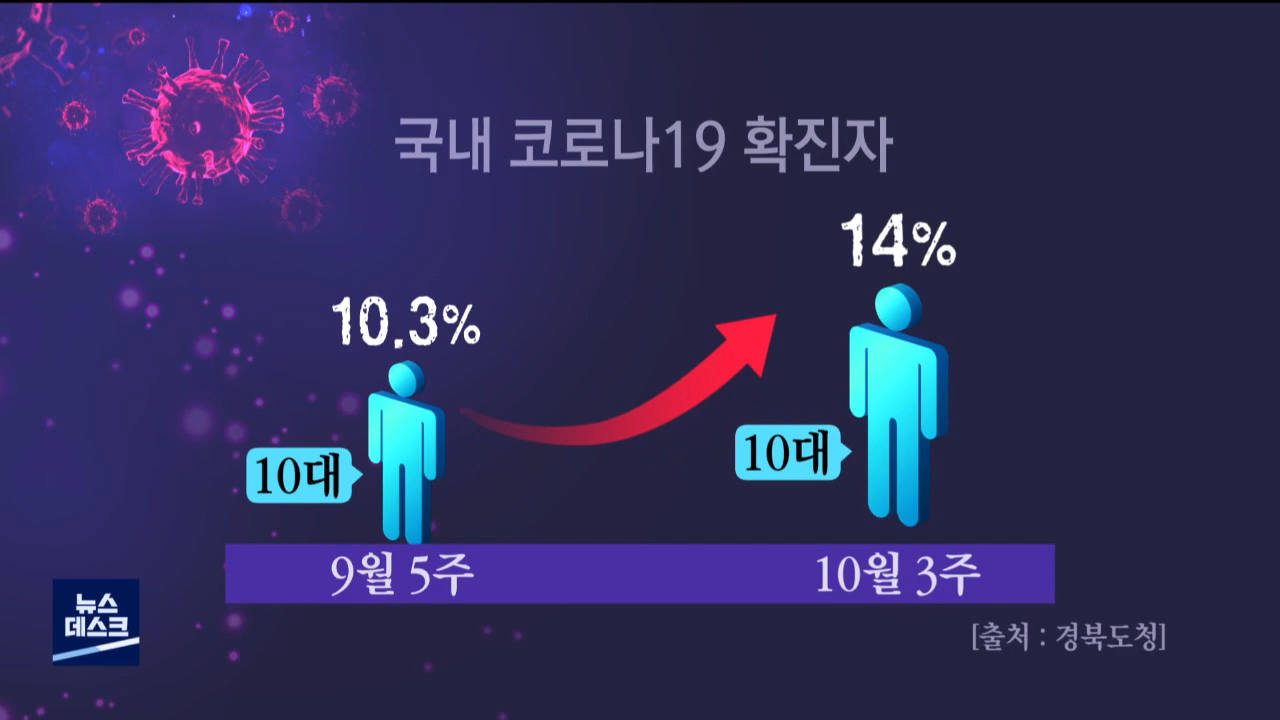 국내 코로나19 확진자
14%
10.3%
10대
10대
9월 5주
10월 3주
뉴스
데스크
[출처 : 경북도청]